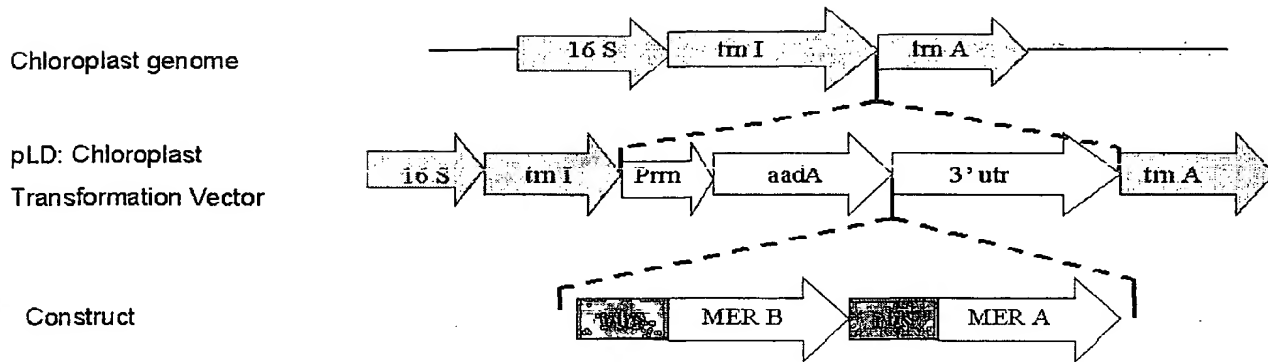 Chloroplast genome
16 S trn I trn A
pLD: Chloroplast
Transformation Vector
16 S trn I Prrn aadA 3' utr trn A
Construct
MER B MER A